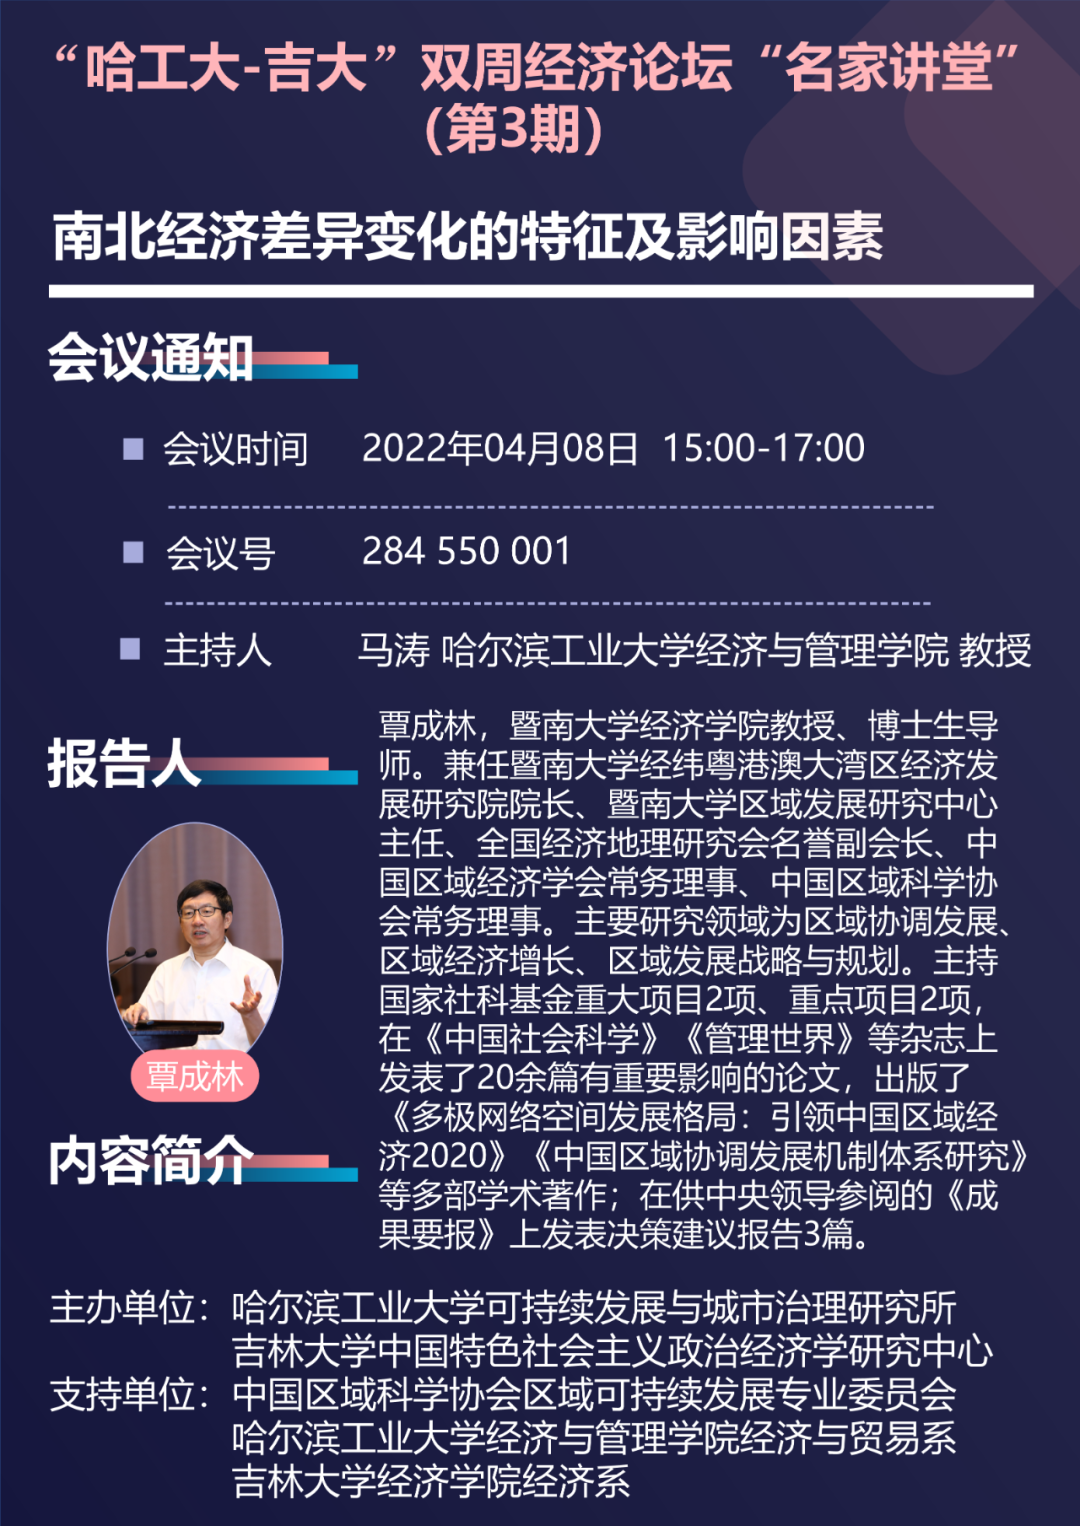 “哈工大-吉大”双周经济论坛“名家讲堂”
(第3期)
南北经济差异变化的特征及影响因素
会议通知
会议时间 2022年04月08日 15:00-17:00
会议号 284 550 001
主持人 马涛 哈尔滨工业大学经济与管理学院 教授
报告人
覃成林
覃成林，暨南大学经济学院教授、博士生导
师。兼任暨南大学经纬粤港澳大湾区经济发
展研究院院长、暨南大学区域发展研究中心
主任、全国经济地理研究会名誉副会长、中
国区域经济学会常务理事、中国区域科学协
会常务理事。主要研究领域为区域协调发展、
区域经济增长、区域发展战略与规划。主持
国家社科基金重大项目2项、重点项目2项，
在《中国社会科学》《管理世界》等杂志上
发表了20余篇有重要影响的论文，出版了
《多极网络空间发展格局：引领中国区域经
济2020》《中国区域协调发展机制体系研究》
等多部学术著作；在供中央领导参阅的《成
果要报》上发表决策建议报告3篇。
内容简介
主办单位：哈尔滨工业大学可持续发展与城市治理研究所
吉林大学中国特色社会主义政治经济学研究中心
支持单位：中国区域科学协会区域可持续发展专业委员会
哈尔滨工业大学经济与管理学院经济与贸易系
吉林大学经济学院经济系